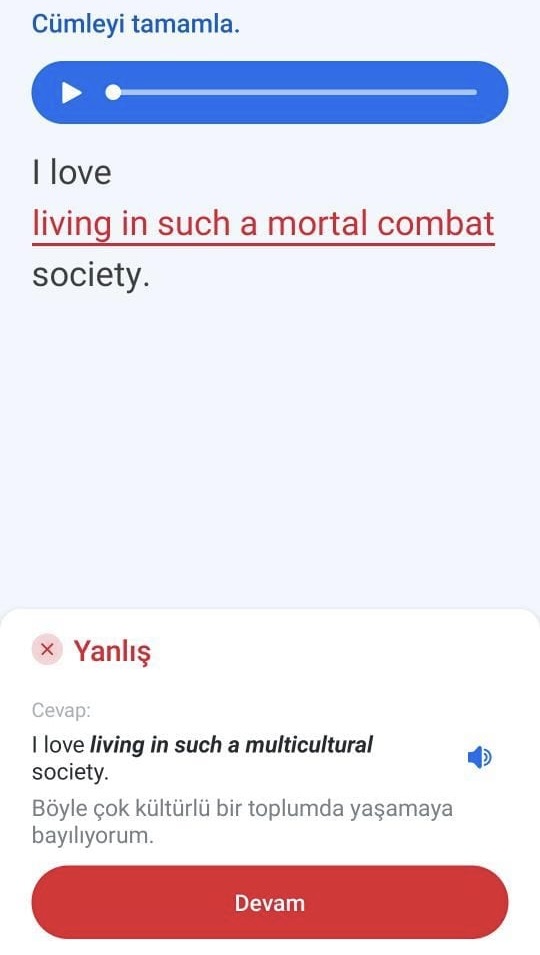 Cümleyi tamamla.
I love
living in such a mortal combat
society.
Yanlış
Cevap:
I love living in such a multicultural
society.
Böyle çok kültürlü bir toplumda yaşamaya
bayılıyorum.
Devam